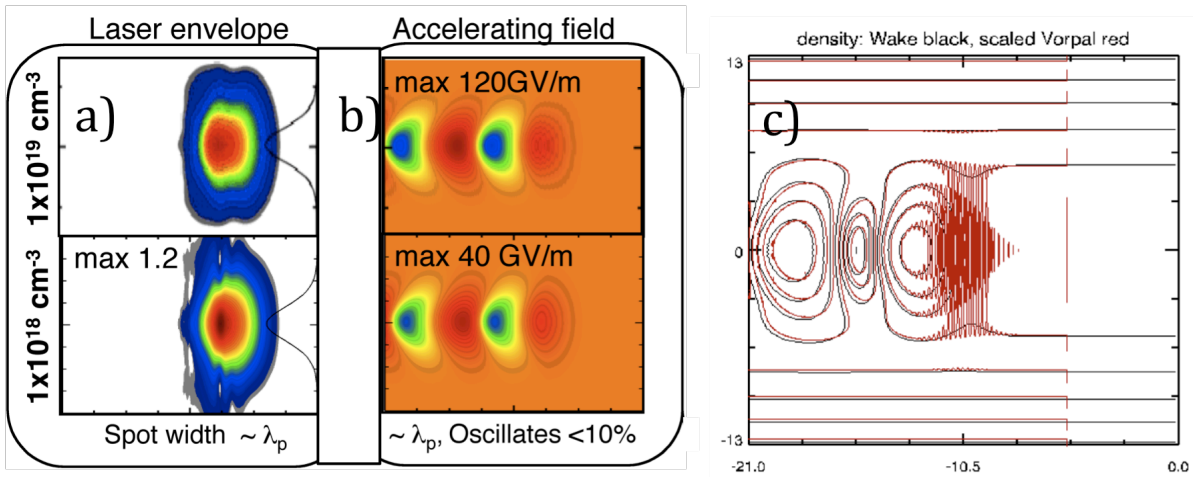 Laser envelope
Accelerating field
1x10¹⁹ cm⁻³
a)
b)
max 120GV/m
1x10¹⁸ cm⁻³
max 1.2
max 40 GV/m
Spot width ~ λₚ
~ λₚ, Oscillates <10%
density: Wake black, scaled Vorpal red
13
c)
0
-13
-21.0
-10.5
0.0